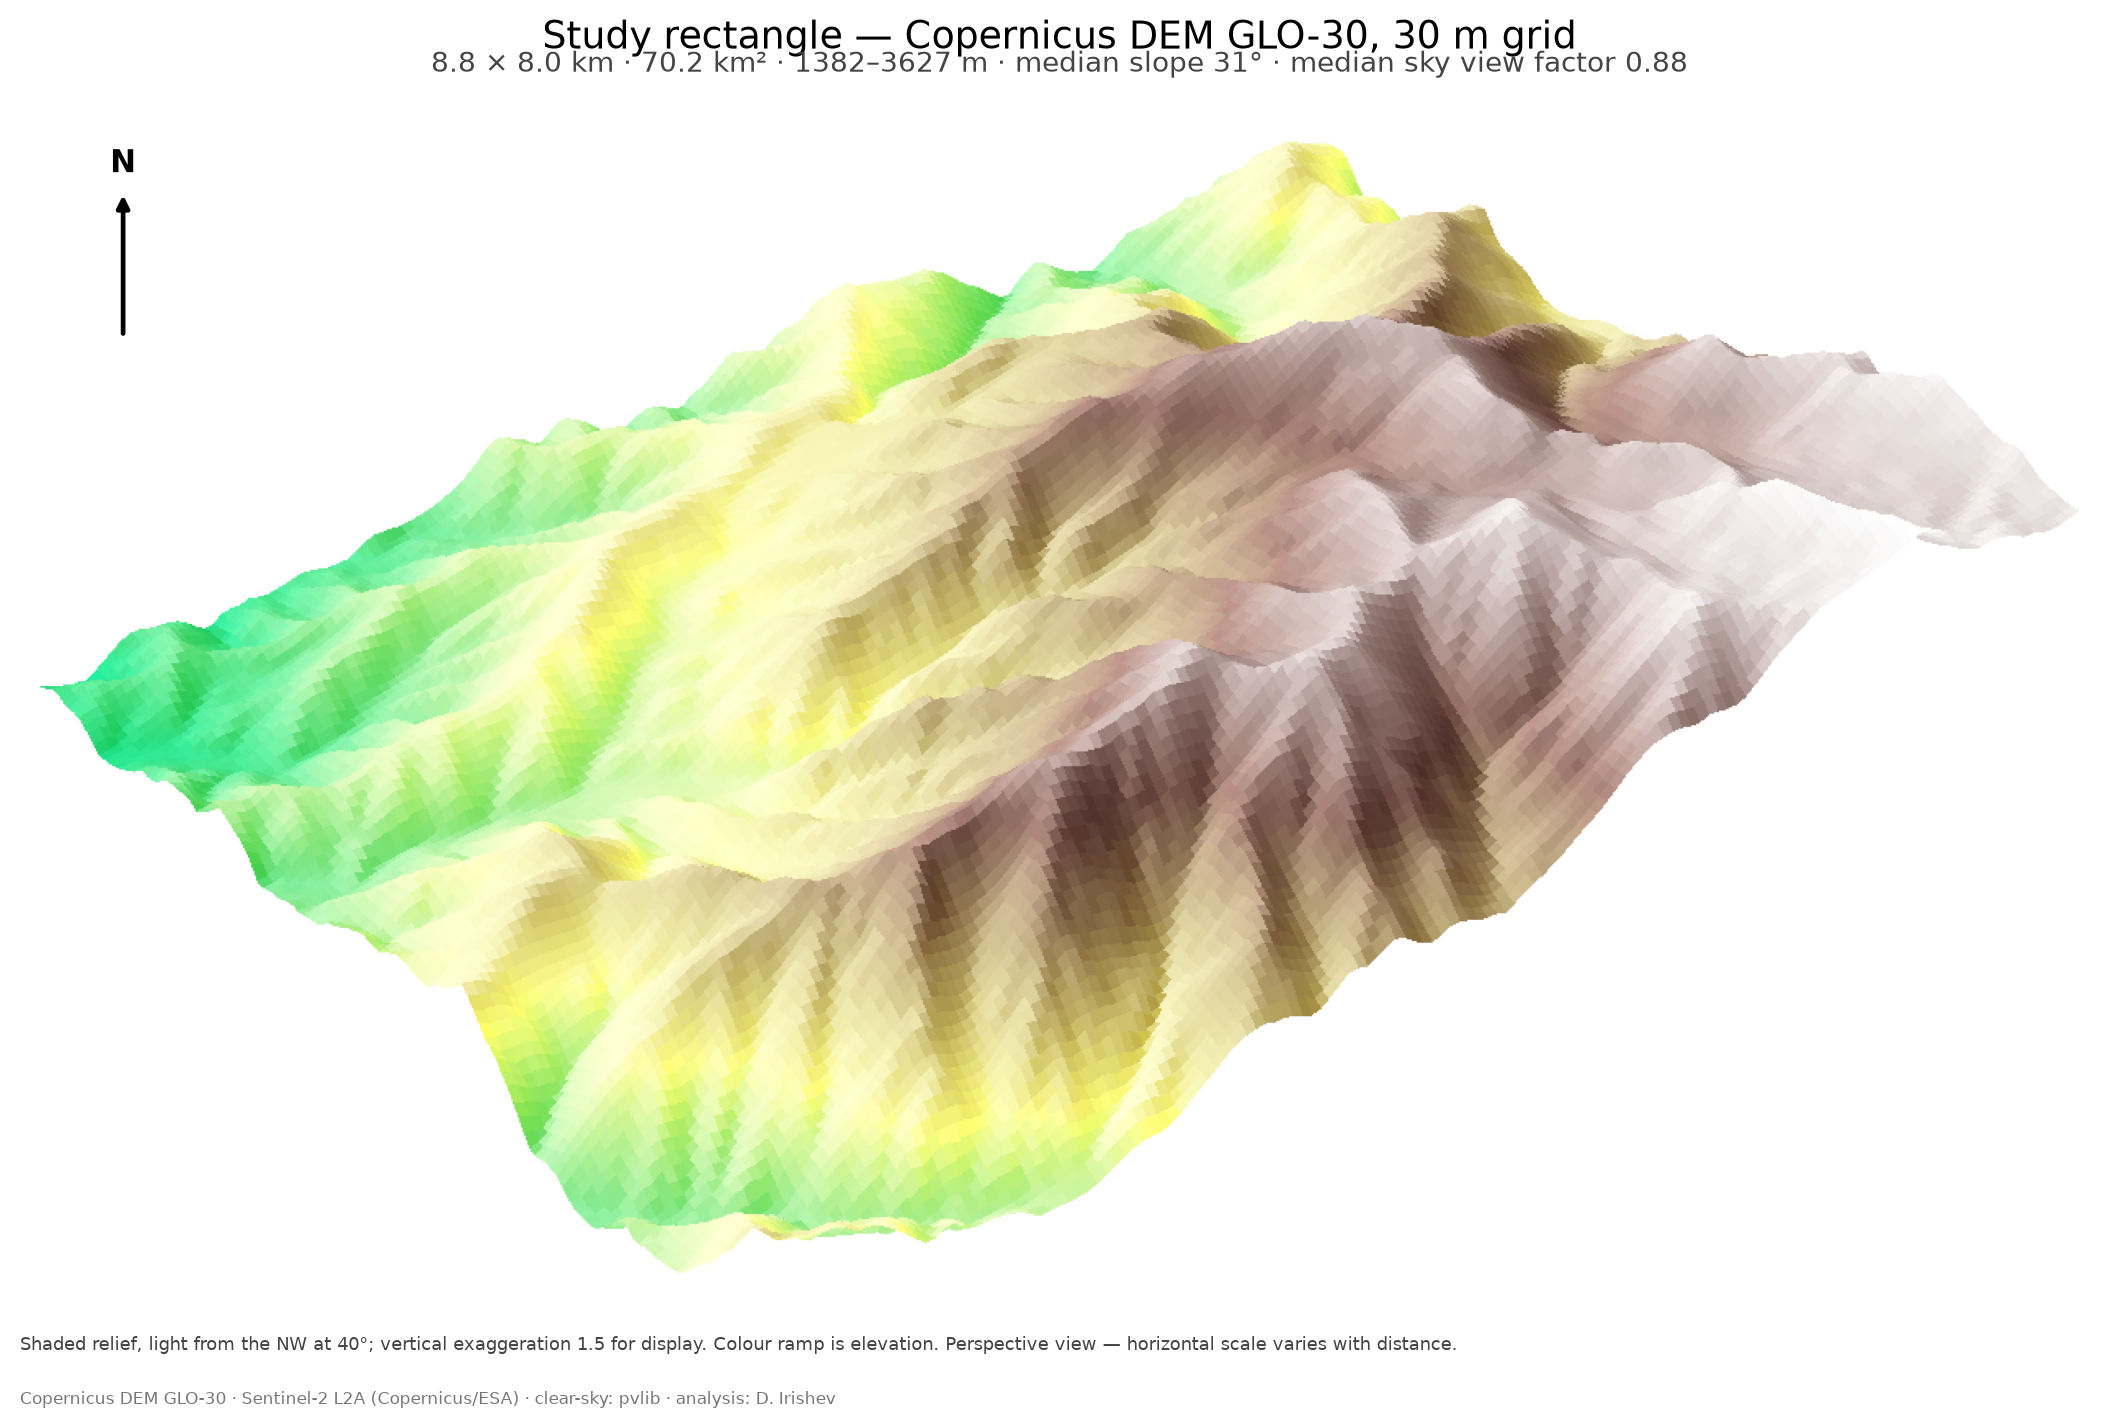 Study rectangle — Copernicus DEM GLO-30, 30 m grid
8.8 × 8.0 km · 70.2 km² · 1382–3627 m · median slope 31° · median sky view factor 0.88
N
Shaded relief, light from the NW at 40°; vertical exaggeration 1.5 for display. Colour ramp is elevation. Perspective view — horizontal scale varies with distance.
Copernicus DEM GLO-30 · Sentinel-2 L2A (Copernicus/ESA) · clear-sky: pvlib · analysis: D. Irishev